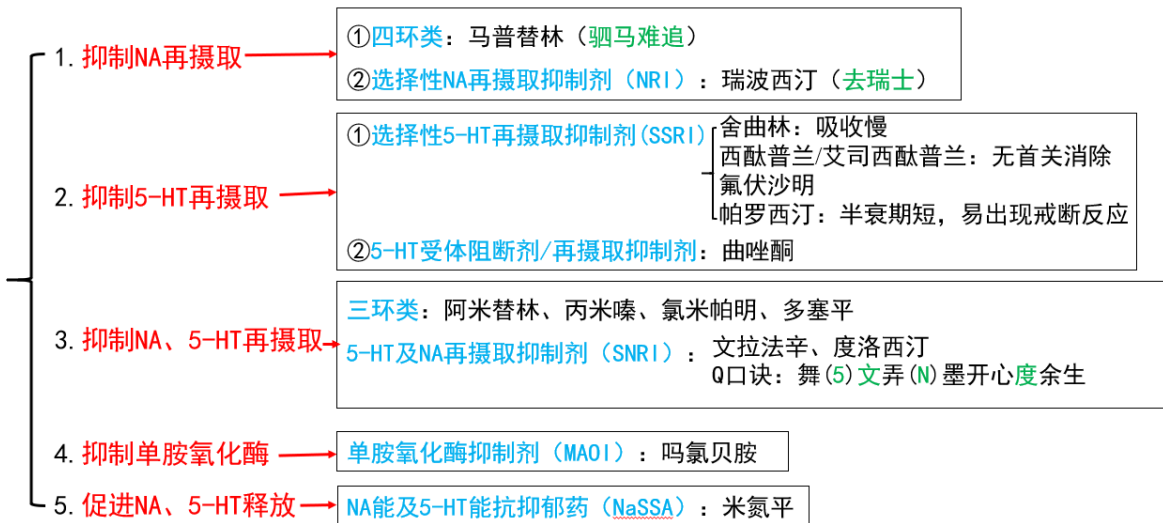 1. 抑制NA再摄取
①四环类：马普替林（驷马难追）
②选择性NA再摄取抑制剂（NRI）：瑞波西汀（去瑞士）
2. 抑制5-HT再摄取
①选择性5-HT再摄取抑制剂(SSRI)
舍曲林：吸收慢
西酞普兰/艾司西酞普兰：无首关消除
氟伏沙明
帕罗西汀：半衰期短，易出现戒断反应
②5-HT受体阻断剂/再摄取抑制剂：曲唑酮
3. 抑制NA、5-HT再摄取
三环类：阿米替林、丙米嗪、氯米帕明、多塞平
5-HT及NA再摄取抑制剂（SNRI）：文拉法辛、度洛西汀
Q口诀：舞(5)文弄(N)墨开心度余生
4. 抑制单胺氧化酶
单胺氧化酶抑制剂（MAOI）：吗氯贝胺
5. 促进NA、5-HT释放
NA能及5-HT能抗抑郁药（NaSSA）：米氮平